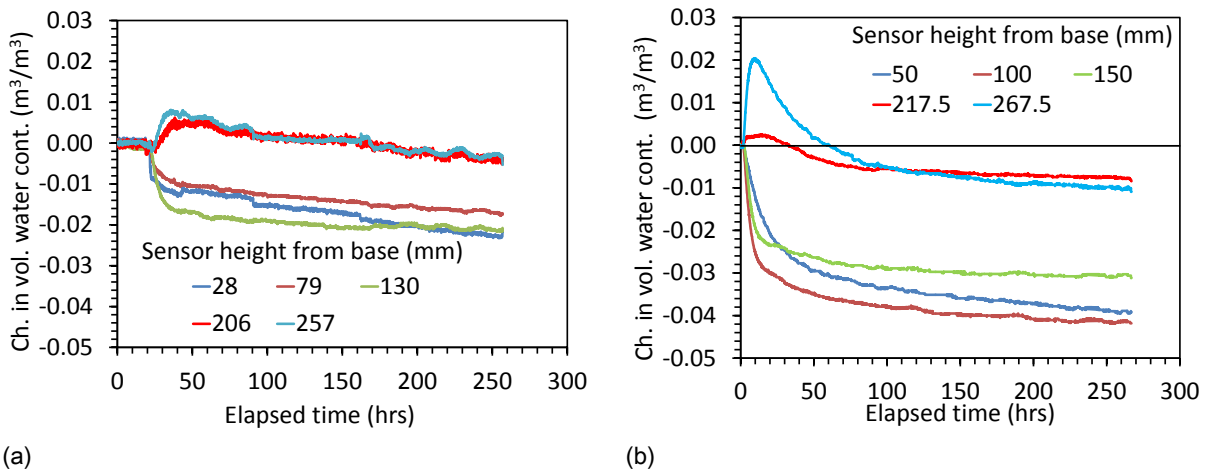 0.03
0.02
0.01
0.00
-0.01
-0.02
-0.03
-0.04
-0.05
Ch. in vol. water cont. (m³/m³)
Sensor height from base (mm)
28 79 130
206 257
0 50 100 150 200 250 300
Elapsed time (hrs)
(a)
0.03
0.02
0.01
0.00
-0.01
-0.02
-0.03
-0.04
-0.05
Ch. in vol. water cont. (m³/m³)
Sensor height from base (mm)
50 100 150
217.5 267.5
0 50 100 150 200 250 300
Elapsed time (hrs)
(b)